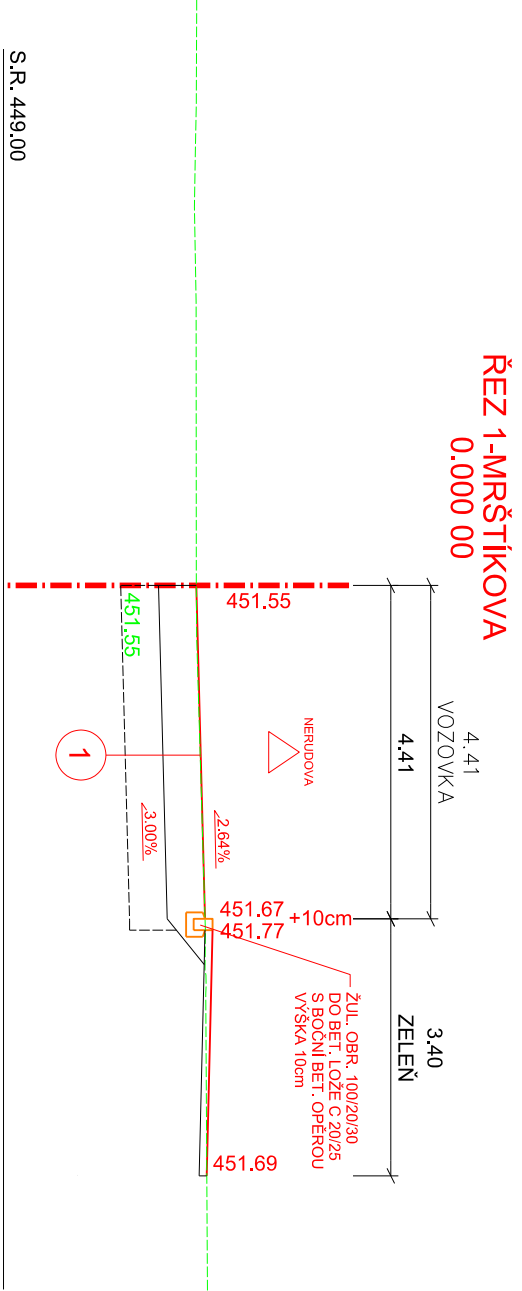 ŘEZ 1-MRŠTÍKOVA
0.000 00
4.41
VOZOVKA
3.40
ZELEŇ
4.41
NERUDOVA
ŽUL. OBR. 100/20/30
DO BET. LOŽE C 20/25
S BOČNÍ BET. OPĚROU
VÝŠKA 10cm
451.55
451.67
451.77
+10cm
451.69
2.64%
3.00%
451.55
1
S.R. 449.00